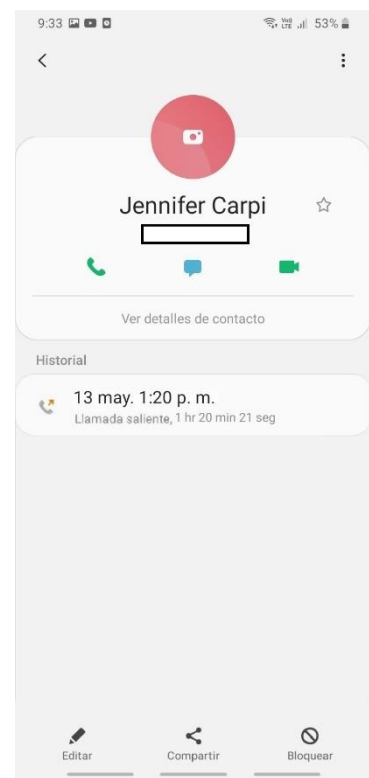 9:33 53%
Jennifer Carpi
Ver detalles de contacto
Historial
13 may. 1:20 p. m.
Llamada saliente, 1 hr 20 min 21 seg
Editar Compartir Bloquear